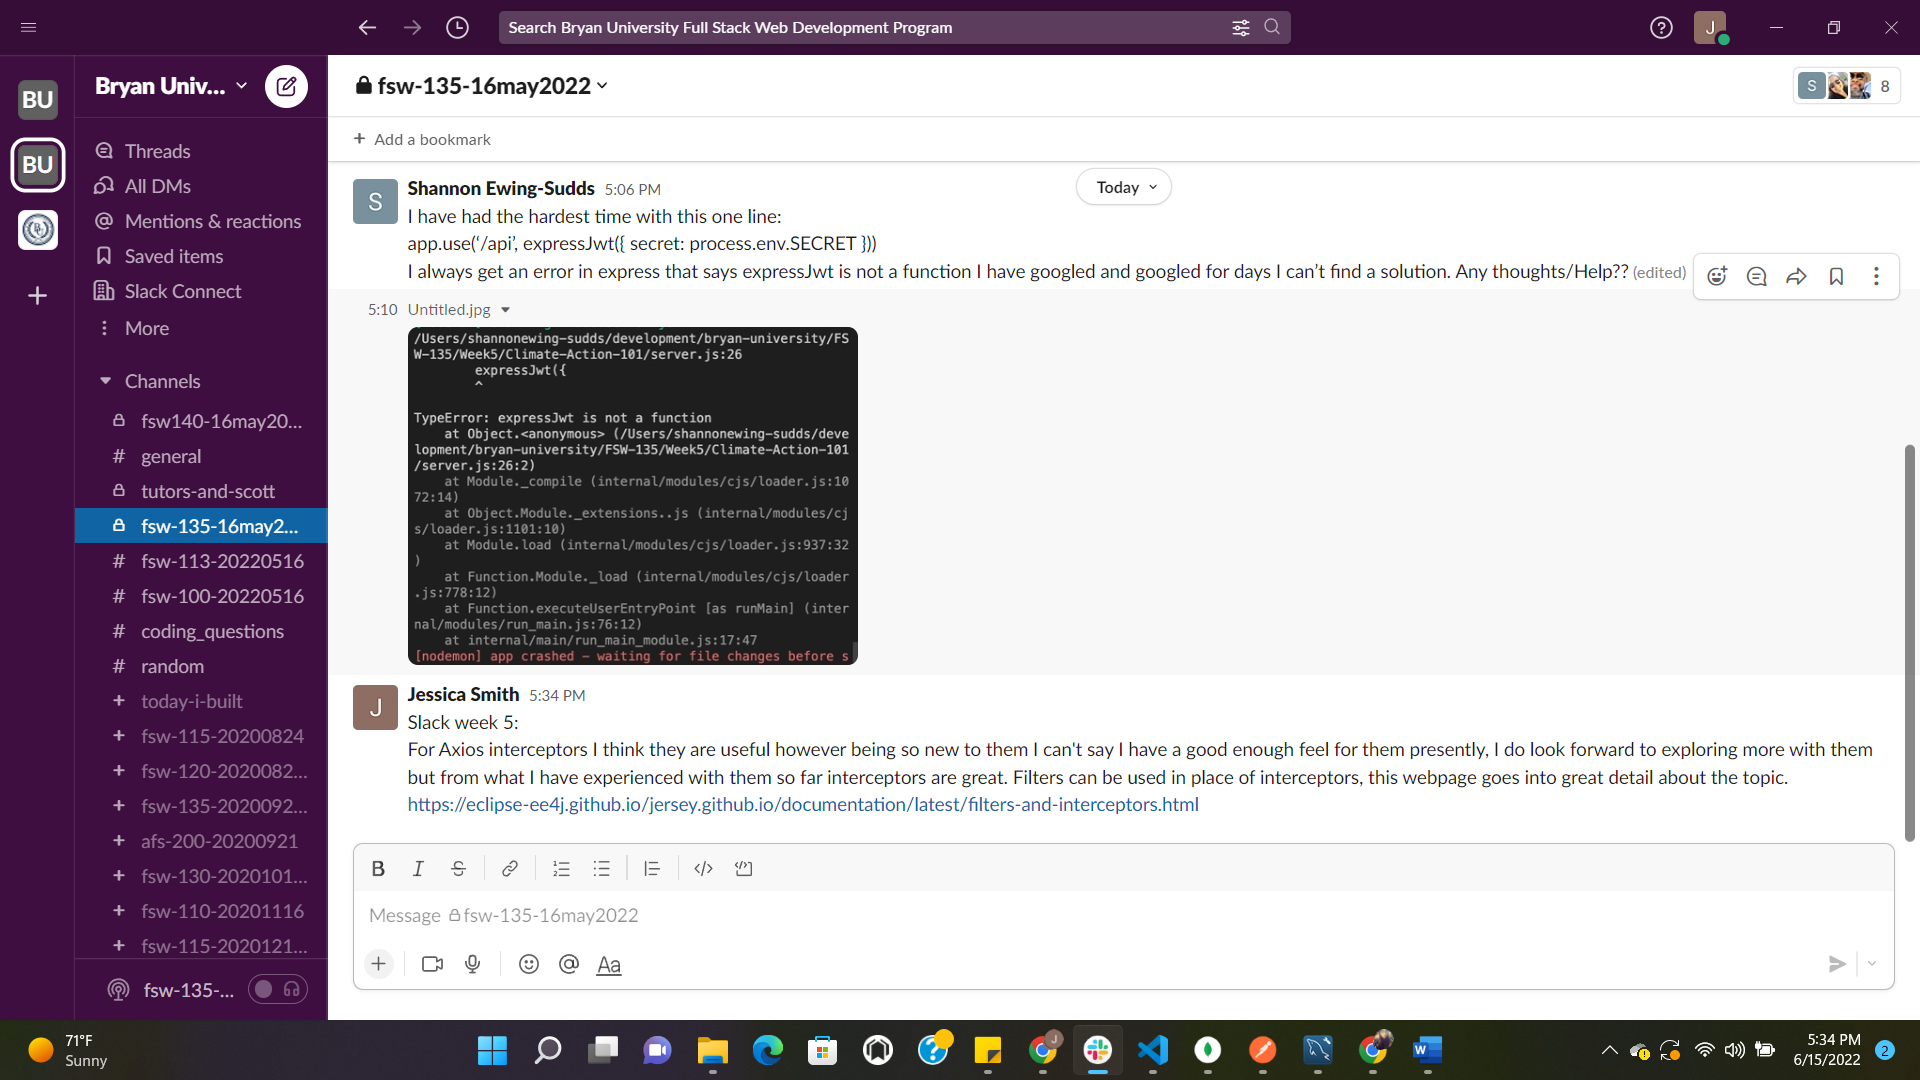 Search Bryan University Full Stack Web Development Program
J
BU
BU
Bryan Univ...
Threads
All DMs
Mentions & reactions
Saved items
Slack Connect
More
Channels
fsw140-16may20...
# general
tutors-and-scott
fsw-135-16may2...
# fsw-113-20220516
# fsw-100-20220516
# coding_questions
# random
+ today-i-built
+ fsw-115-20200824
+ fsw-120-2020082...
+ fsw-135-2020092...
+ afs-200-20200921
+ fsw-130-2020101...
+ fsw-110-20201116
+ fsw-115-2020121...
fsw-135-...
fsw-135-16may2022
S
8
+ Add a bookmark
Today
S
Shannon Ewing-Sudds 5:06 PM
I have had the hardest time with this one line:
app.use(‘/api’, expressJwt({ secret: process.env.SECRET }))
I always get an error in express that says expressJwt is not a function I have googled and googled for days I can’t find a solution. Any thoughts/Help?? (edited)
5:10 Untitled.jpg
/Users/shannonewing-sudds/development/bryan-university/FS
W-135/Week5/Climate-Action-101/server.js:26
expressJwt({
^
TypeError: expressJwt is not a function
at Object.<anonymous> (/Users/shannonewing-sudds/deve
lopment/bryan-university/FSW-135/Week5/Climate-Action-101
/server.js:26:2)
at Module._compile (internal/modules/cjs/loader.js:10
72:14)
at Object.Module._extensions..js (internal/modules/cj
s/loader.js:1101:10)
at Module.load (internal/modules/cjs/loader.js:937:32
)
at Function.Module._load (internal/modules/cjs/loader
.js:778:12)
at Function.executeUserEntryPoint [as runMain] (inter
nal/modules/run_main.js:76:12)
at internal/main/run_main_module.js:17:47
[nodemon] app crashed - waiting for file changes before s
J
Jessica Smith 5:34 PM
Slack week 5:
For Axios interceptors I think they are useful however being so new to them I can't say I have a good enough feel for them presently, I do look forward to exploring more with them
but from what I have experienced with them so far interceptors are great. Filters can be used in place of interceptors, this webpage goes into great detail about the topic.
https://eclipse-ee4j.github.io/jersey.github.io/documentation/latest/filters-and-interceptors.html
B I S
Message fsw-135-16may2022
@ Aa
71°F
Sunny
J
W
5:34 PM
6/15/2022
2